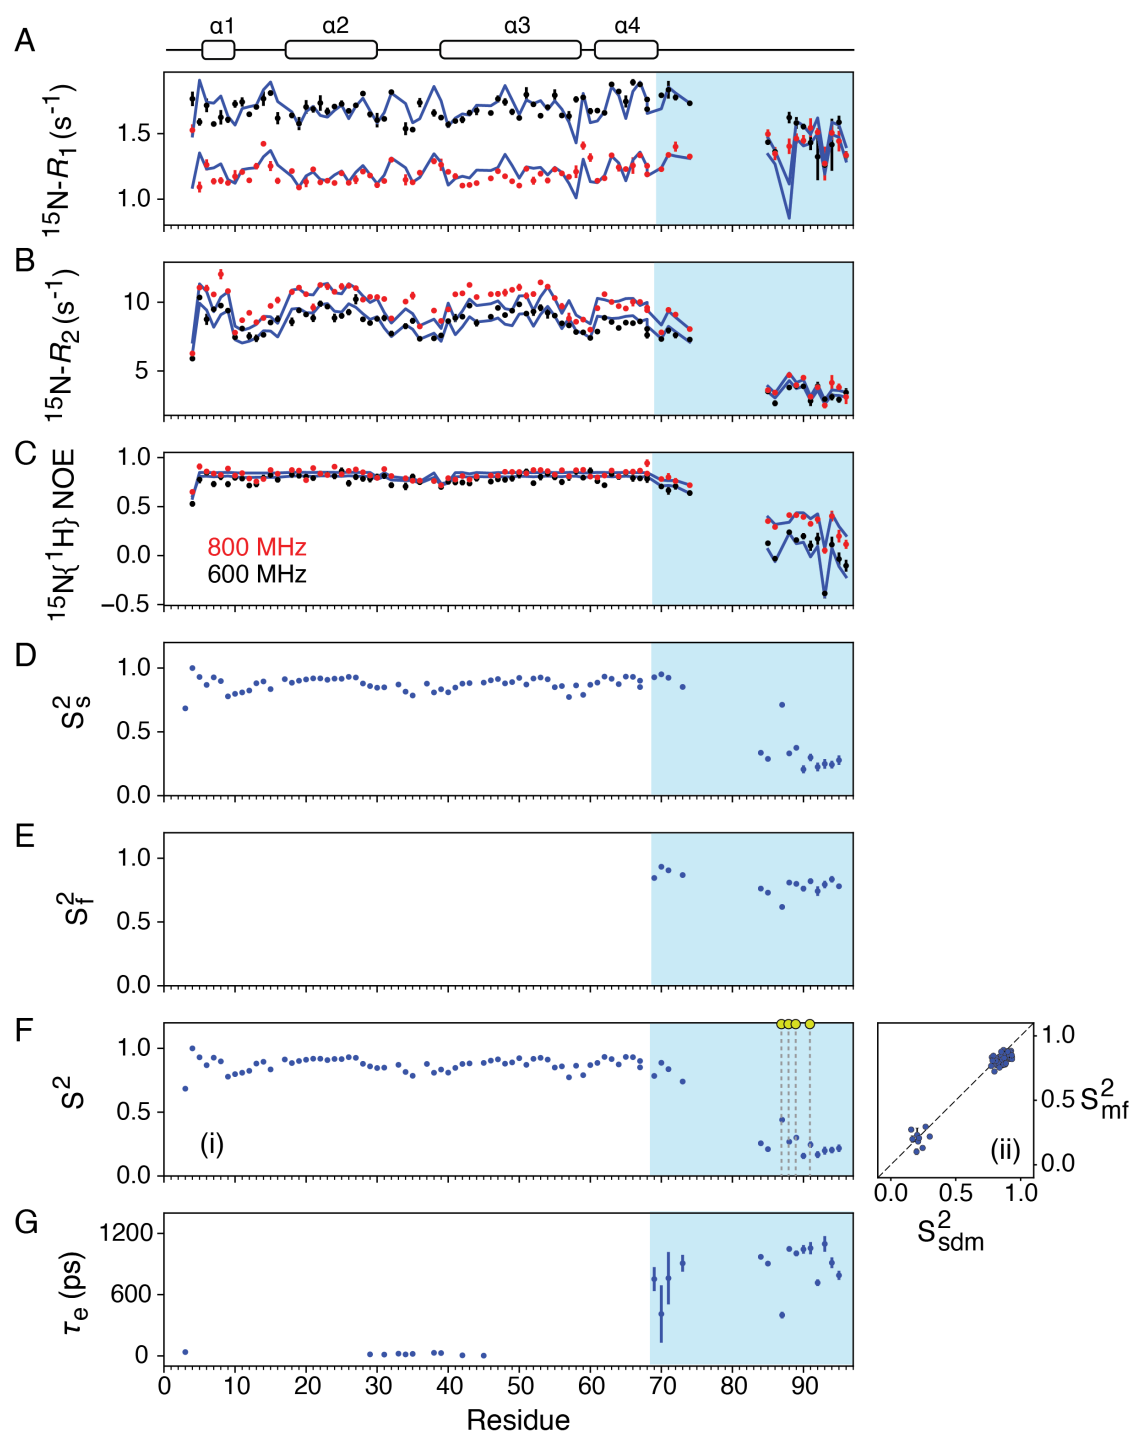 A
α1 α2 α3 α4
¹⁵N-R₁ (s⁻¹)
1.5
1.0
B
¹⁵N-R₂ (s⁻¹)
10
5
C
¹⁵N{¹H} NOE
1.0
0.5
0.0
−0.5
800 MHz
600 MHz
D
S²s
1.0
0.5
0.0
E
S²f
1.0
0.5
0.0
F
S²
1.0
0.5
0.0
(i)
(ii)
1.0
0.5
0.0
S²mf
0.0 0.5 1.0
S²sdm
G
τe (ps)
1200
600
0
0 10 20 30 40 50 60 70 80 90
Residue